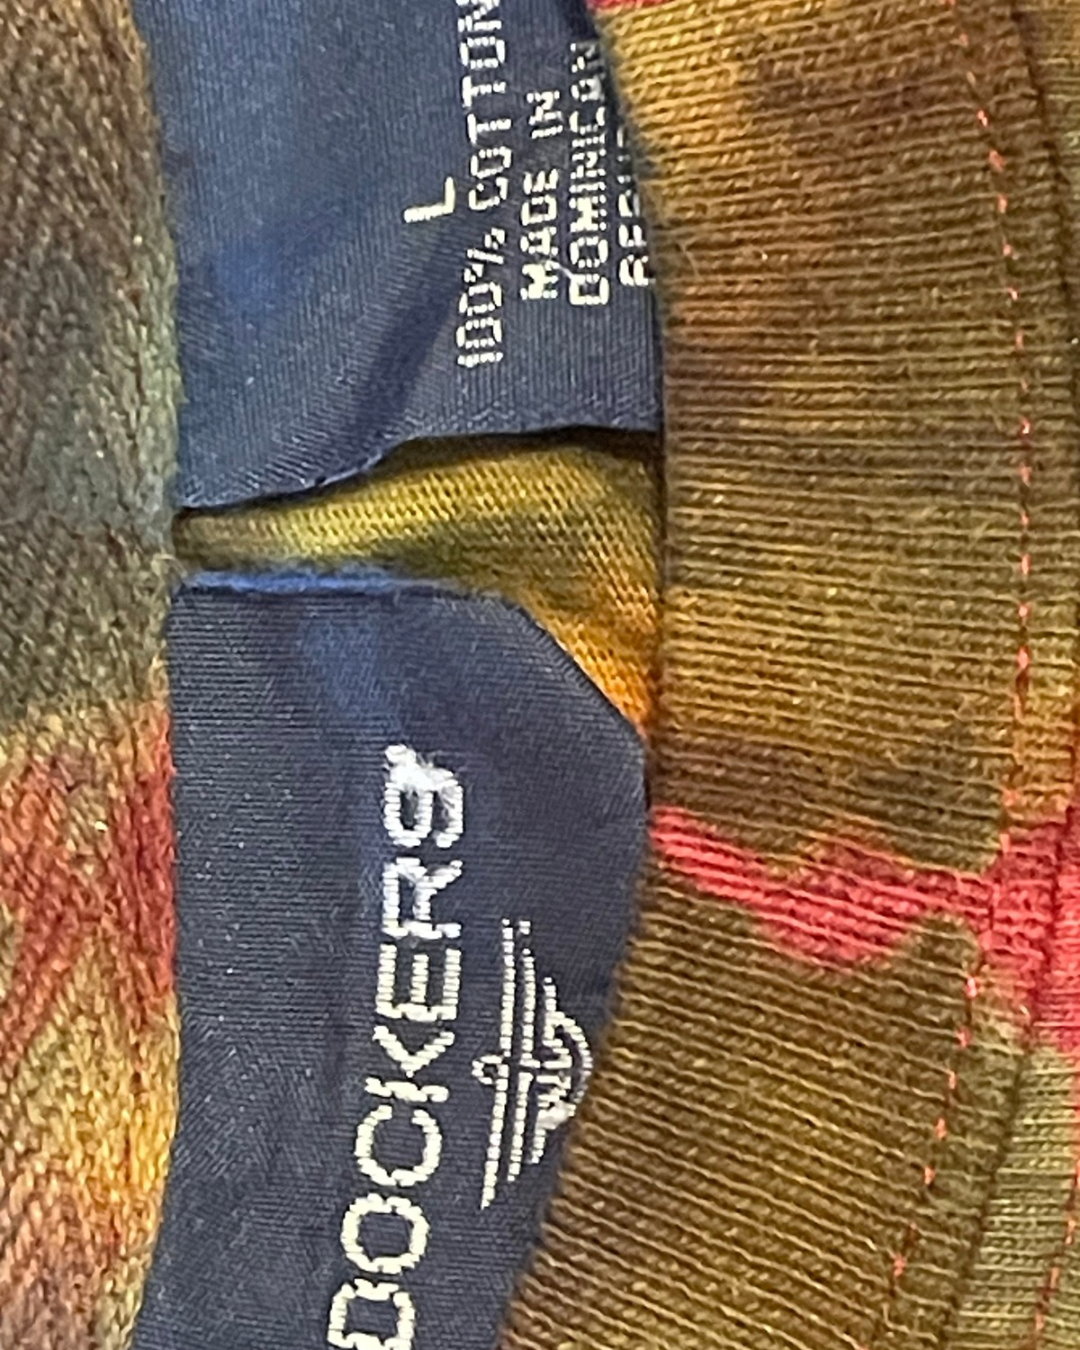 L
100% COTTON
MADE IN
DOMINICAN
DOCKERS